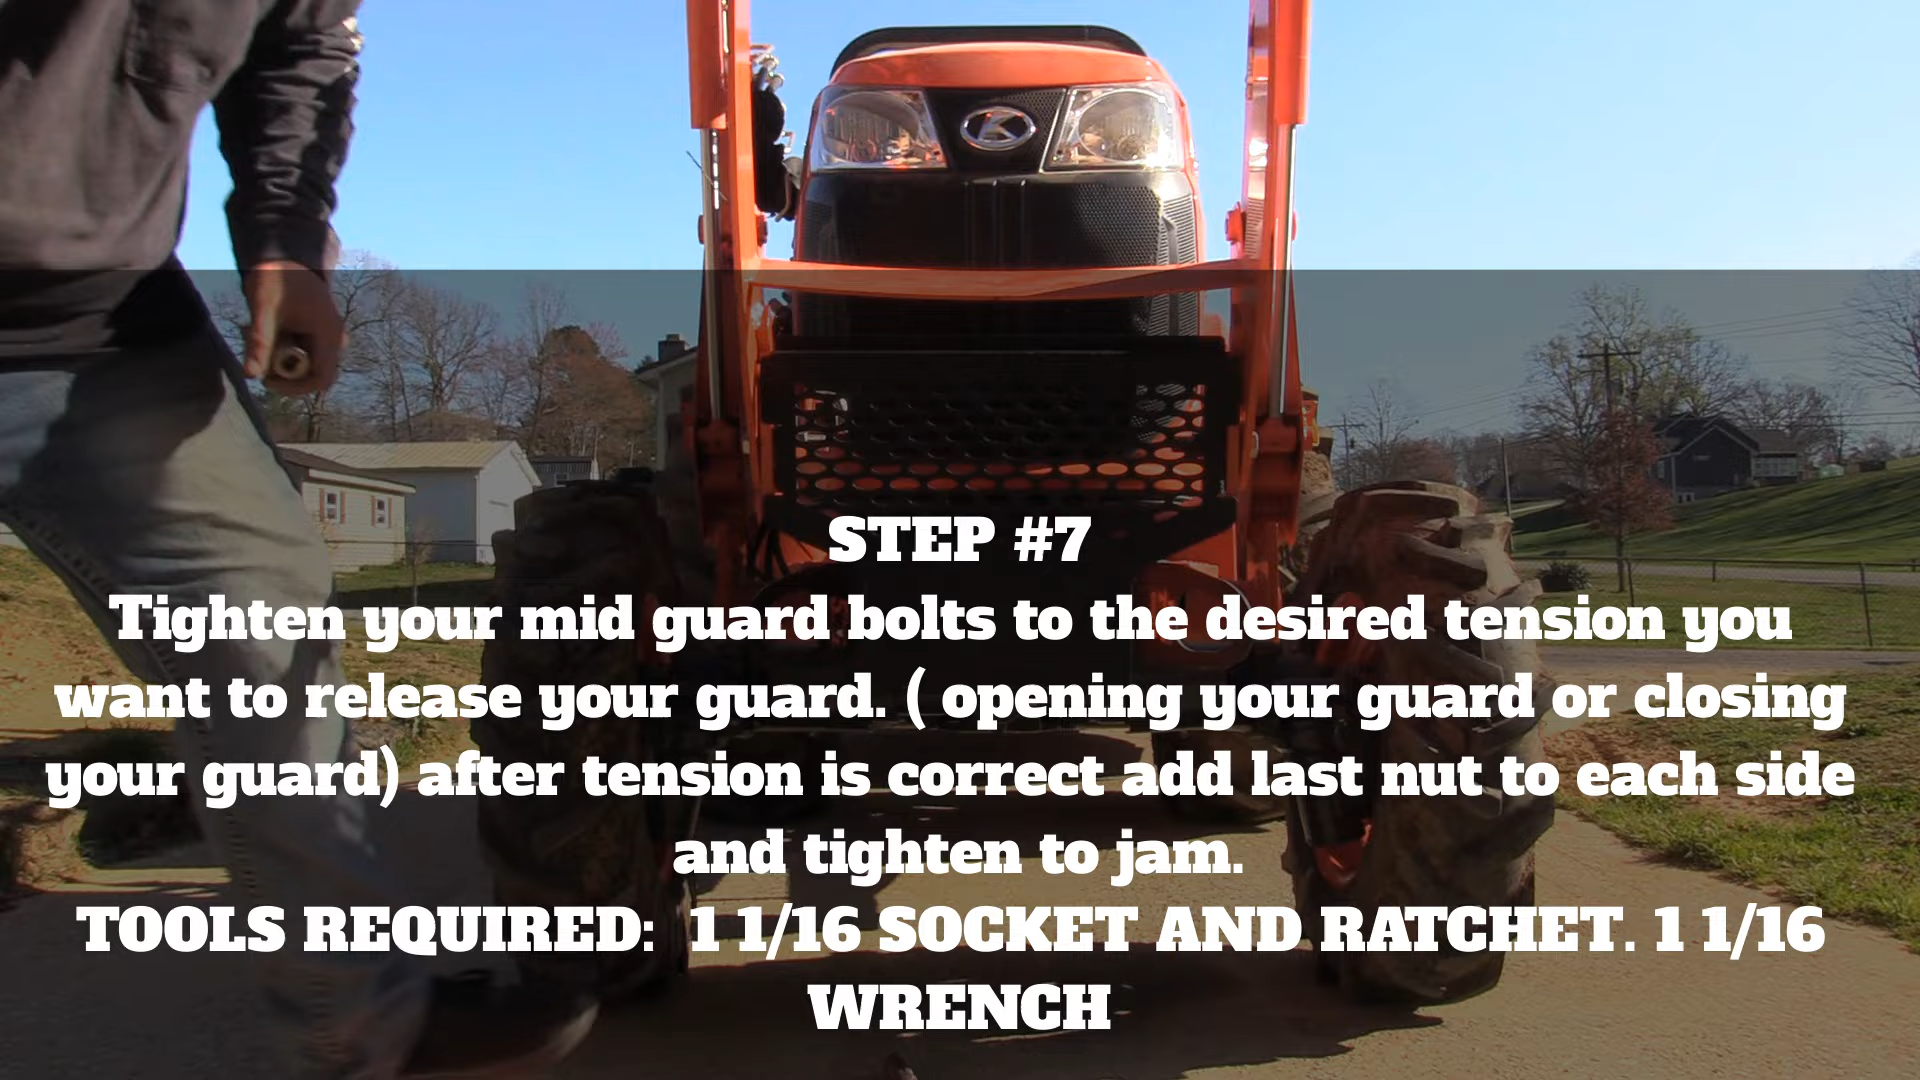 STEP #7
Tighten your mid guard bolts to the desired tension you
want to release your guard. ( opening your guard or closing
your guard) after tension is correct add last nut to each side
and tighten to jam.
TOOLS REQUIRED:  1 1/16 SOCKET AND RATCHET. 1 1/16
WRENCH